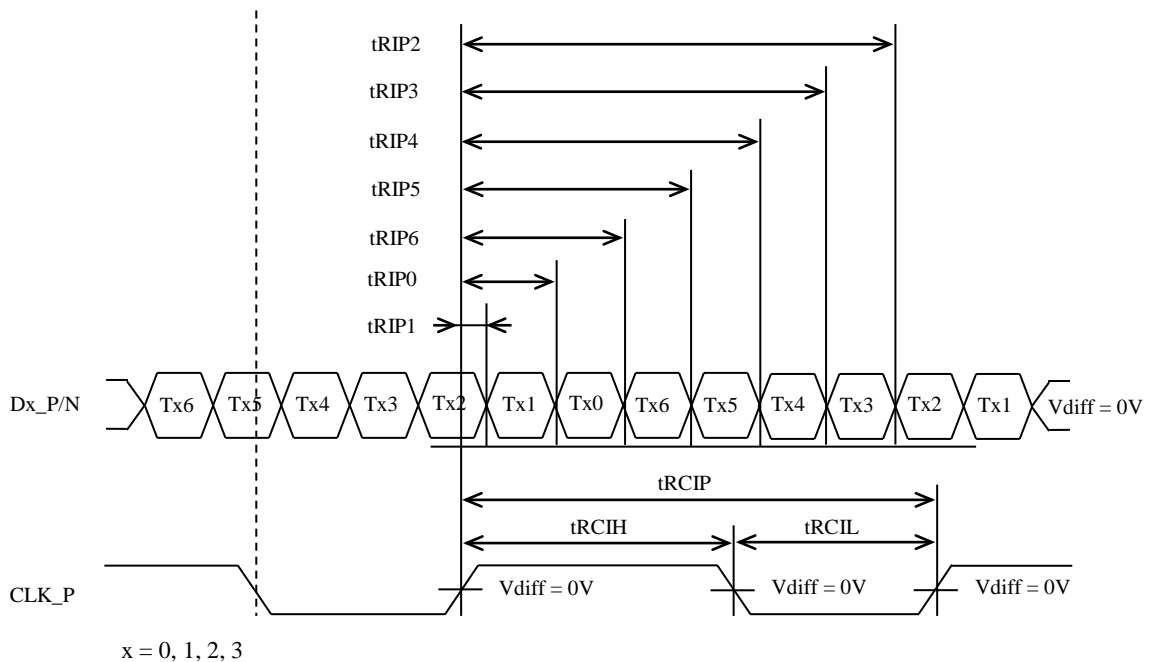 tRIP2
tRIP3
tRIP4
tRIP5
tRIP6
tRIP0
tRIP1
Dx_P/N Tx6 Tx5 Tx4 Tx3 Tx2 Tx1 Tx0 Tx6 Tx5 Tx4 Tx3 Tx2 Tx1 Vdiff = 0V
tRCIP
tRCIH tRCIL
CLK_P Vdiff = 0V Vdiff = 0V Vdiff = 0V
x = 0, 1, 2, 3